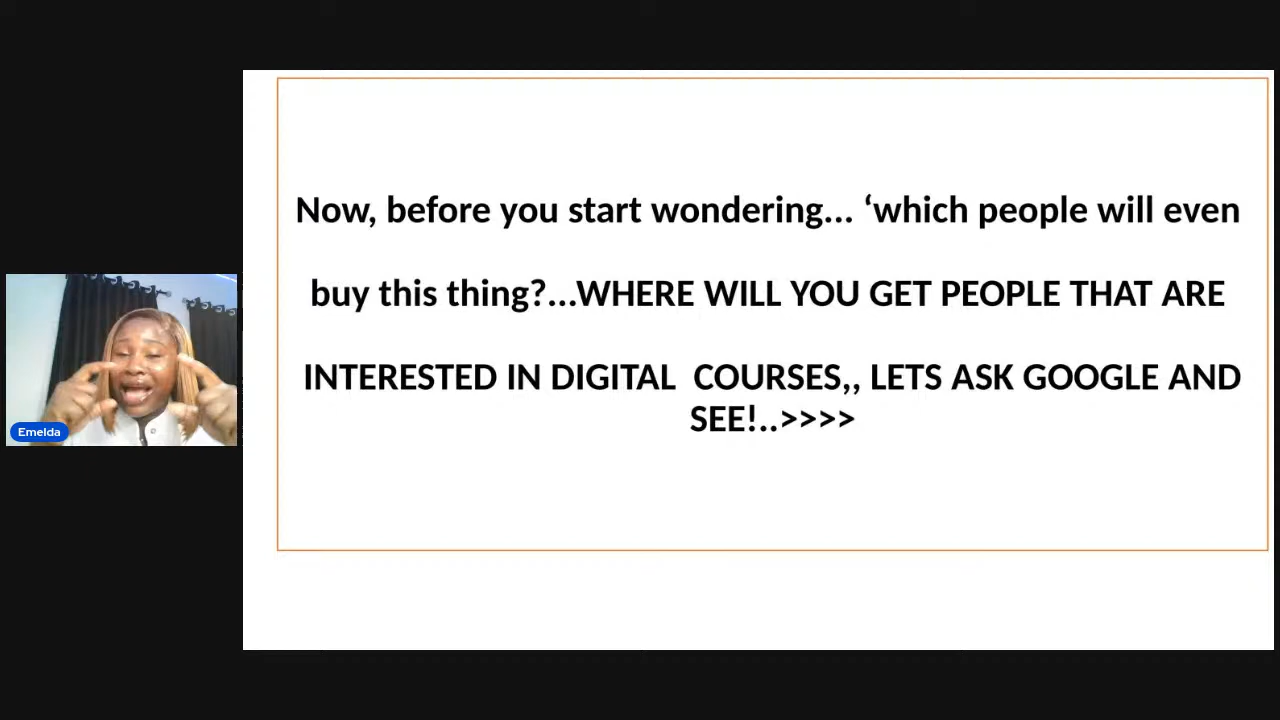 Now, before you start wondering... ‘which people will even
buy this thing?...WHERE WILL YOU GET PEOPLE THAT ARE
INTERESTED IN DIGITAL  COURSES,, LETS ASK GOOGLE AND
SEE!..>>>>
Emelda